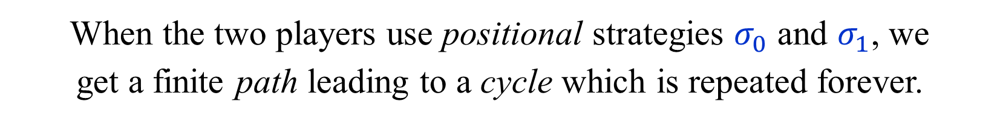 When the two players use positional strategies σ₀ and σ₁, we
get a finite path leading to a cycle which is repeated forever.